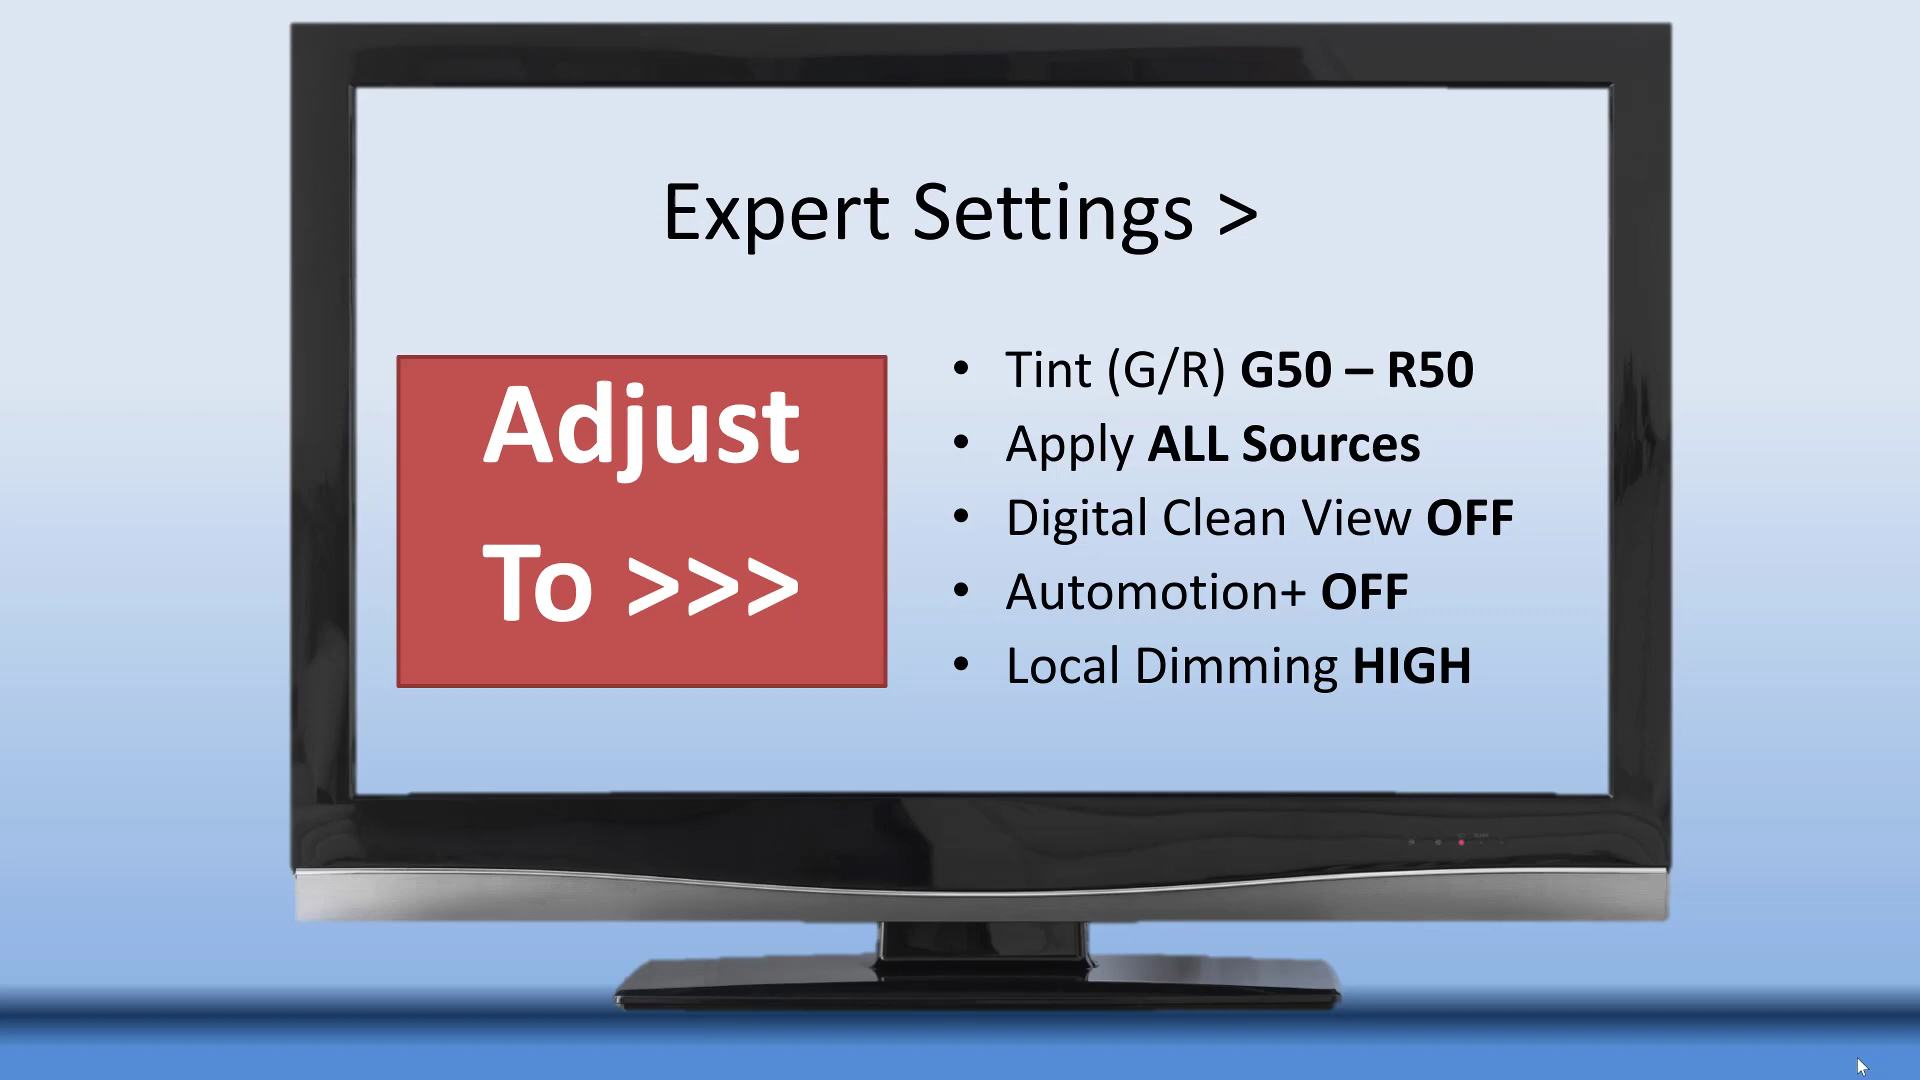 Expert Settings >
Adjust
To >>>
• Tint (G/R) G50 – R50
• Apply ALL Sources
• Digital Clean View OFF
• Automotion+ OFF
• Local Dimming HIGH